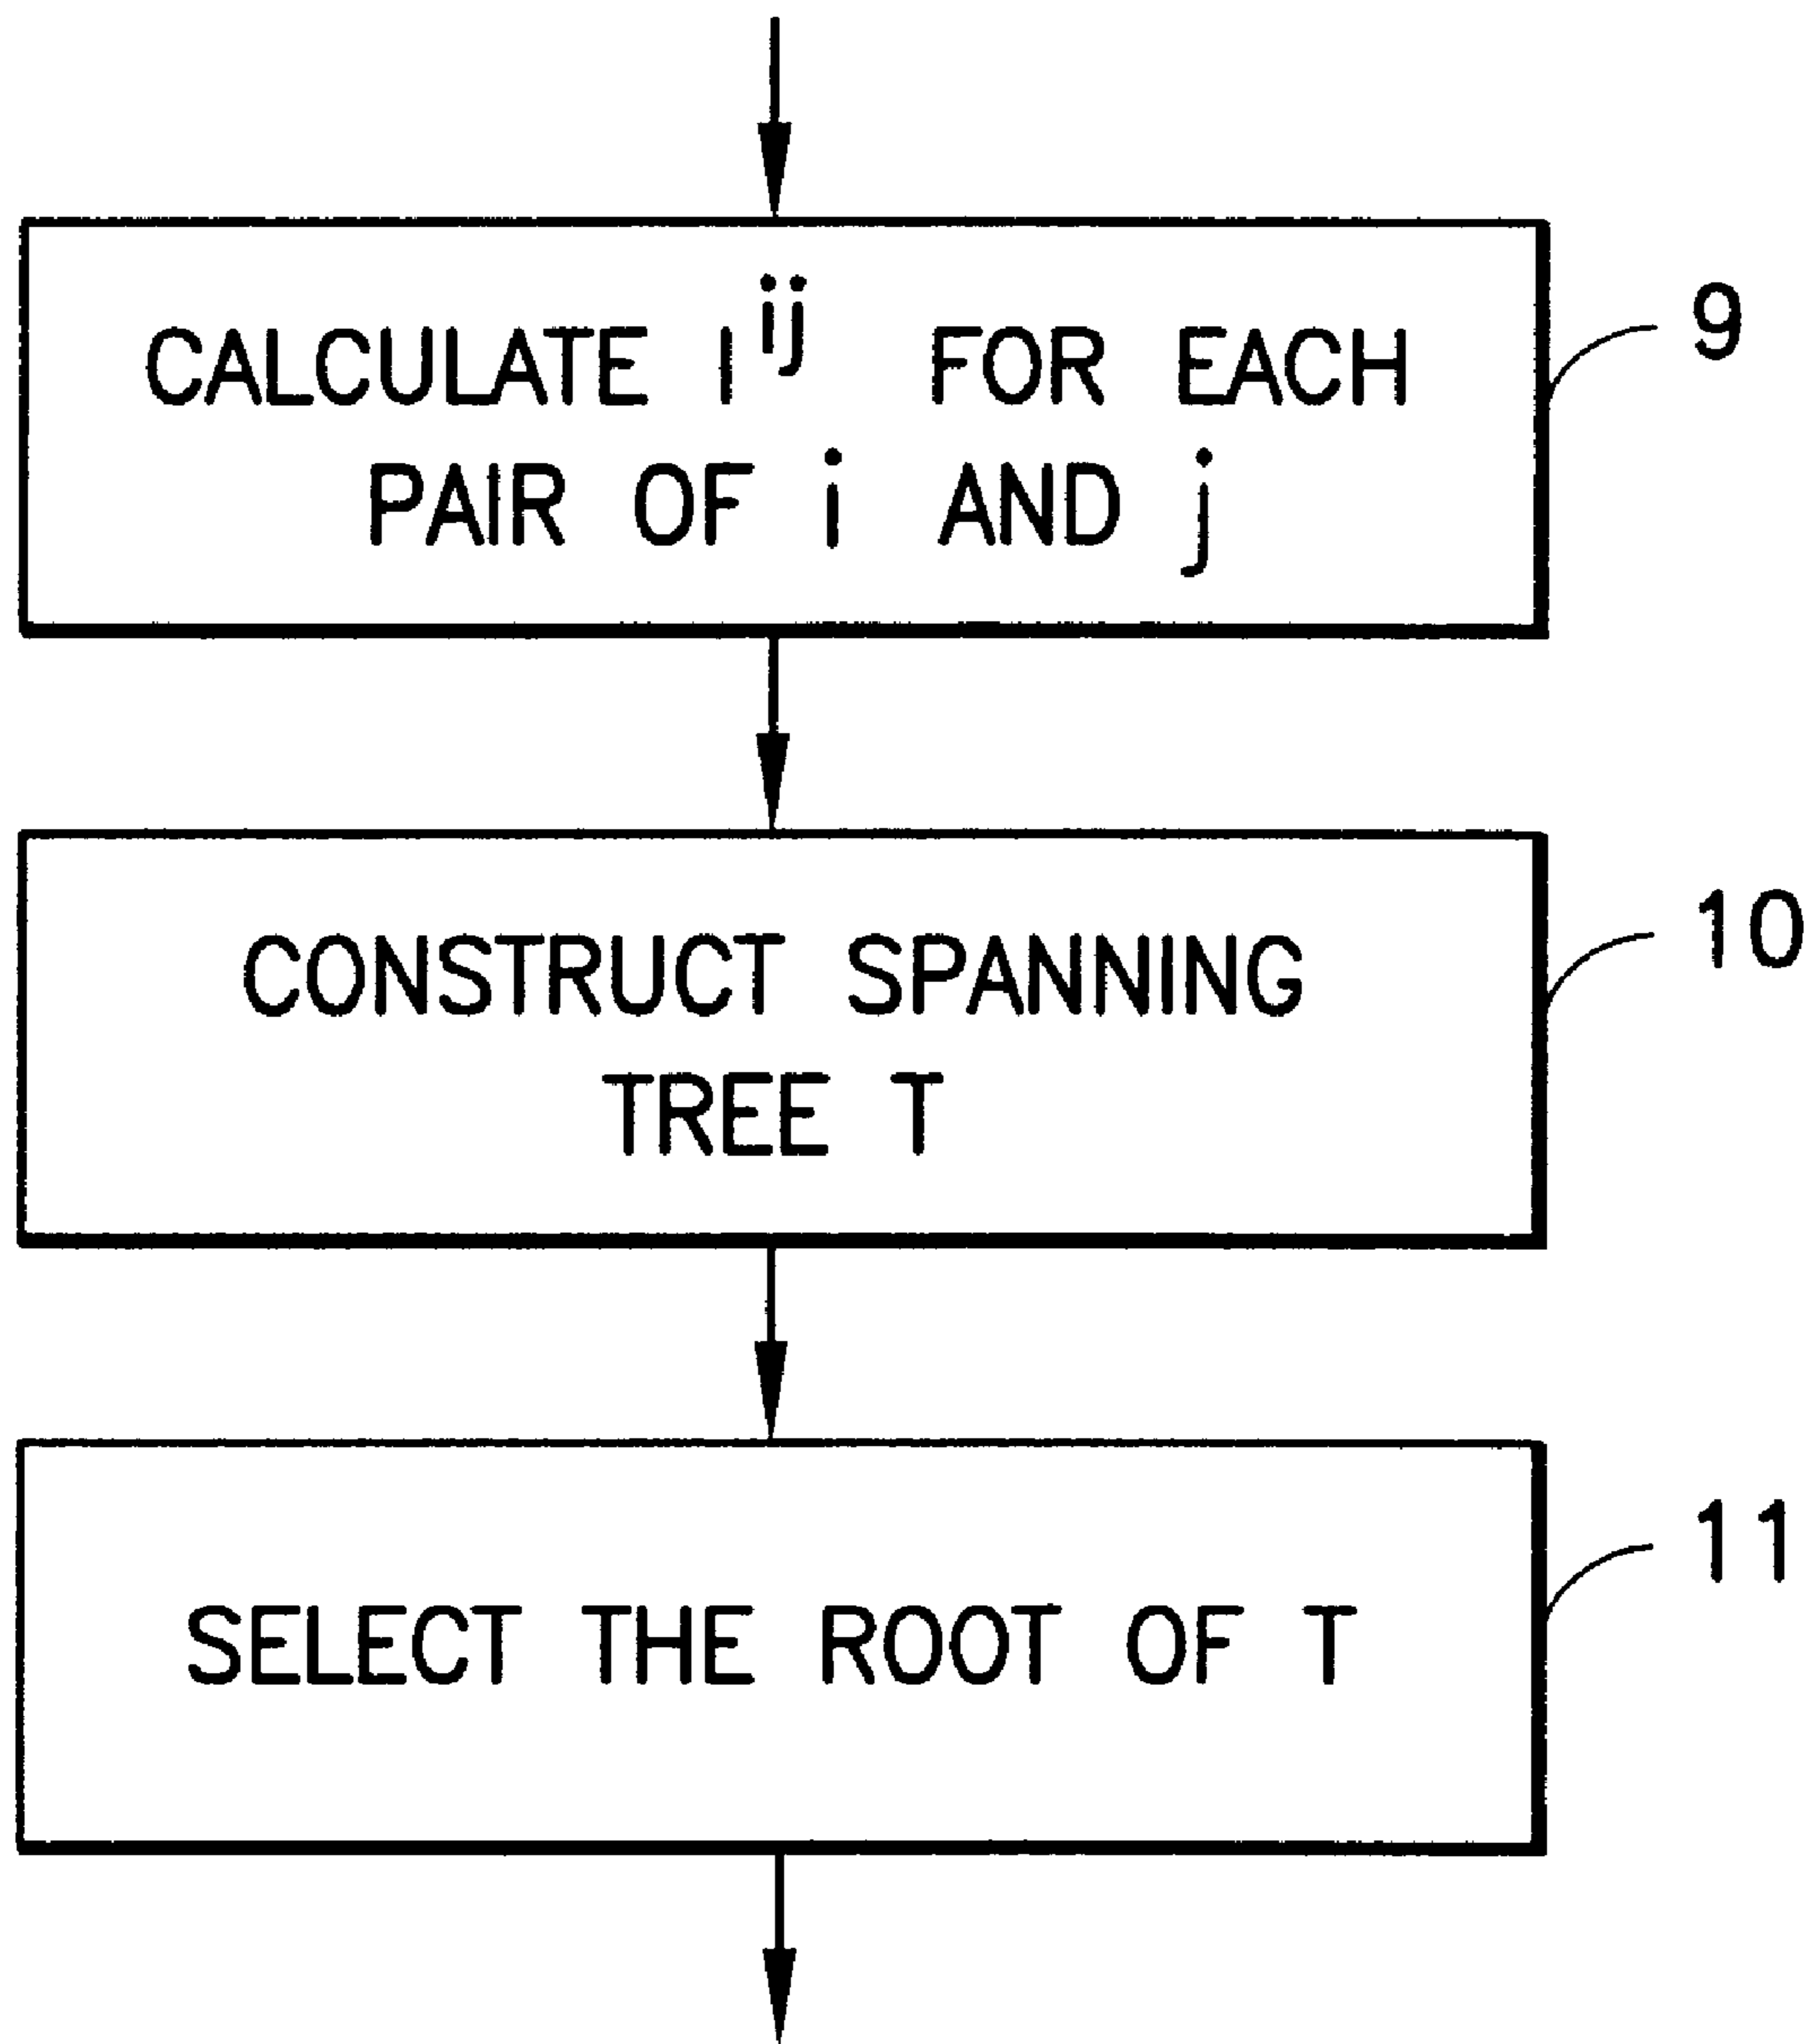 CALCULATE I^ij FOR EACH
PAIR OF i AND j
9
CONSTRUCT SPANNING
TREE T
10
SELECT THE ROOT OF T
11